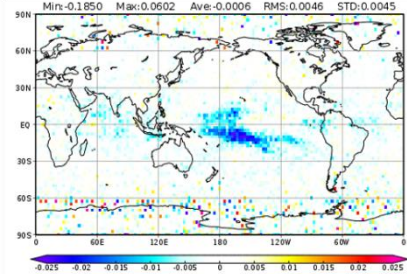 Min:-0.1850 Max:0.0602 Ave:-0.0006 RMS:0.0046 STD:0.0045
90N
60N
30N
EQ
30S
60S
90S
0 60E 120E 180 120W 60W 0
-0.025 -0.02 -0.015 -0.01 -0.005 0 0.005 0.01 0.015 0.02 0.025